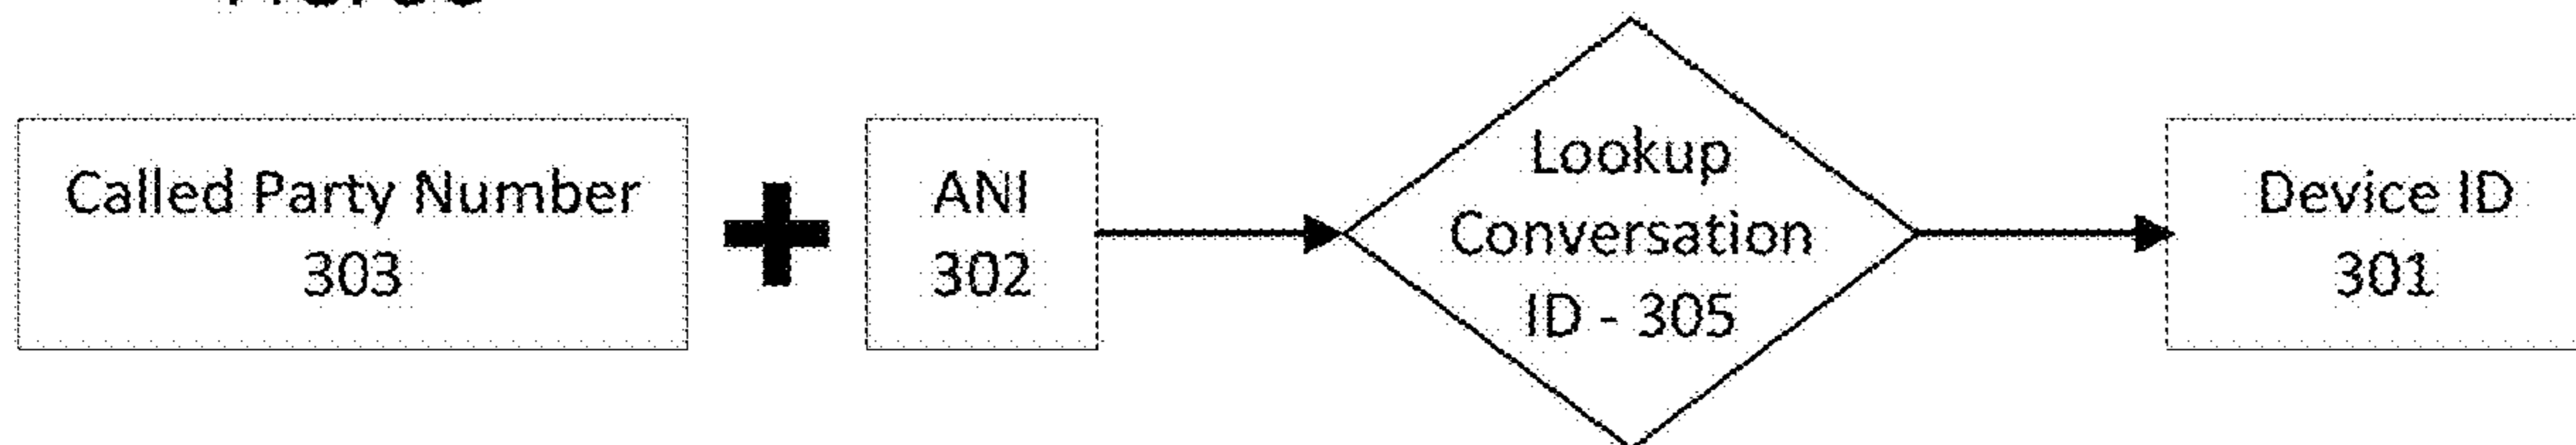 Called Party Number
303
ANI
302
Lookup
Conversation
ID - 305
Device ID
301